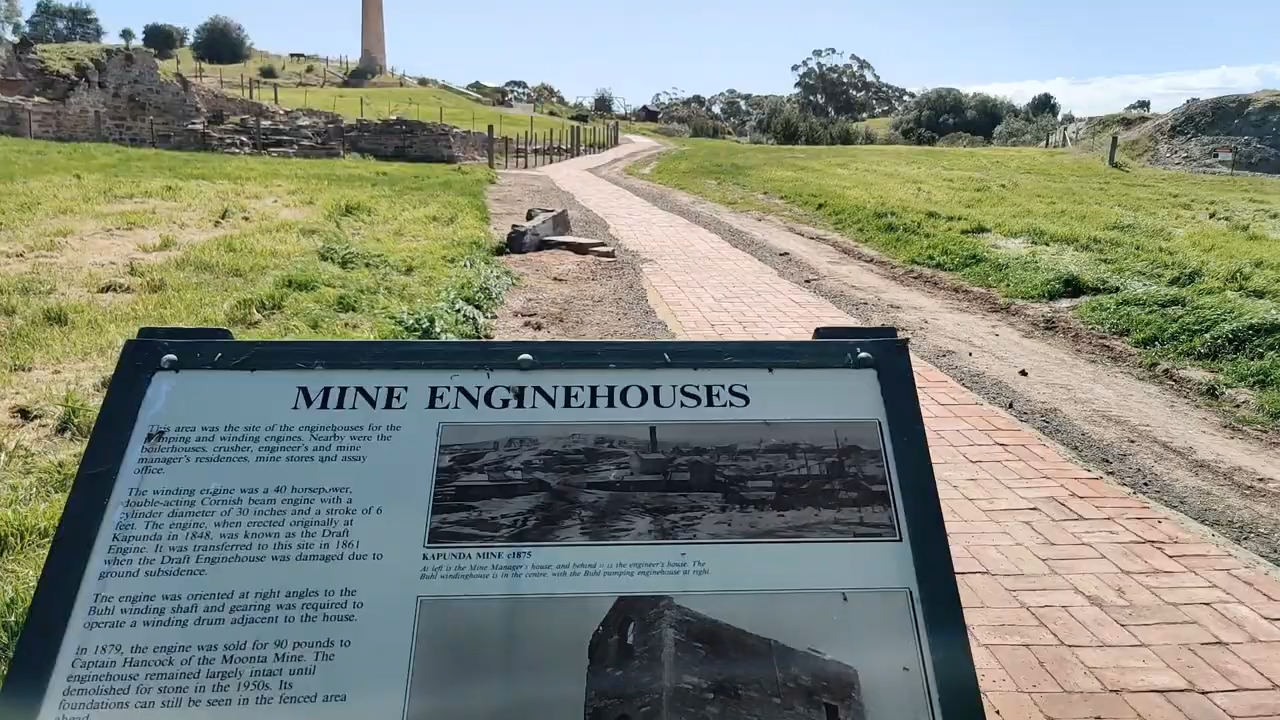 MINE ENGINEHOUSES
This area was the site of the enginehouses for the
pumping and winding engines. Nearby were the
boilerhouses, crusher, engineer's and mine
manager's residences, mine stores and assay
office.
The winding engine was a 40 horsepower,
double-acting Cornish beam engine with a
cylinder diameter of 30 inches and a stroke of 6
feet. The engine, when erected originally at
Kapunda in 1848, was known as the Draft
Engine. It was transferred to this site in 1861
when the Draft Enginehouse was damaged due to
ground subsidence.
The engine was oriented at right angles to the
Buhl winding shaft and gearing was required to
operate a winding drum adjacent to the house.
In 1879, the engine was sold for 90 pounds to
Captain Hancock of the Moonta Mine. The
enginehouse remained largely intact until
demolished for stone in the 1950s. Its
foundations can still be seen in the fenced area
ahead.
KAPUNDA MINE c1875
At left is the Mine Manager's house, and behind it is the engineer's house. The
Buhl windinghouse is in the centre, with the Buhl pumping enginehouse at right.